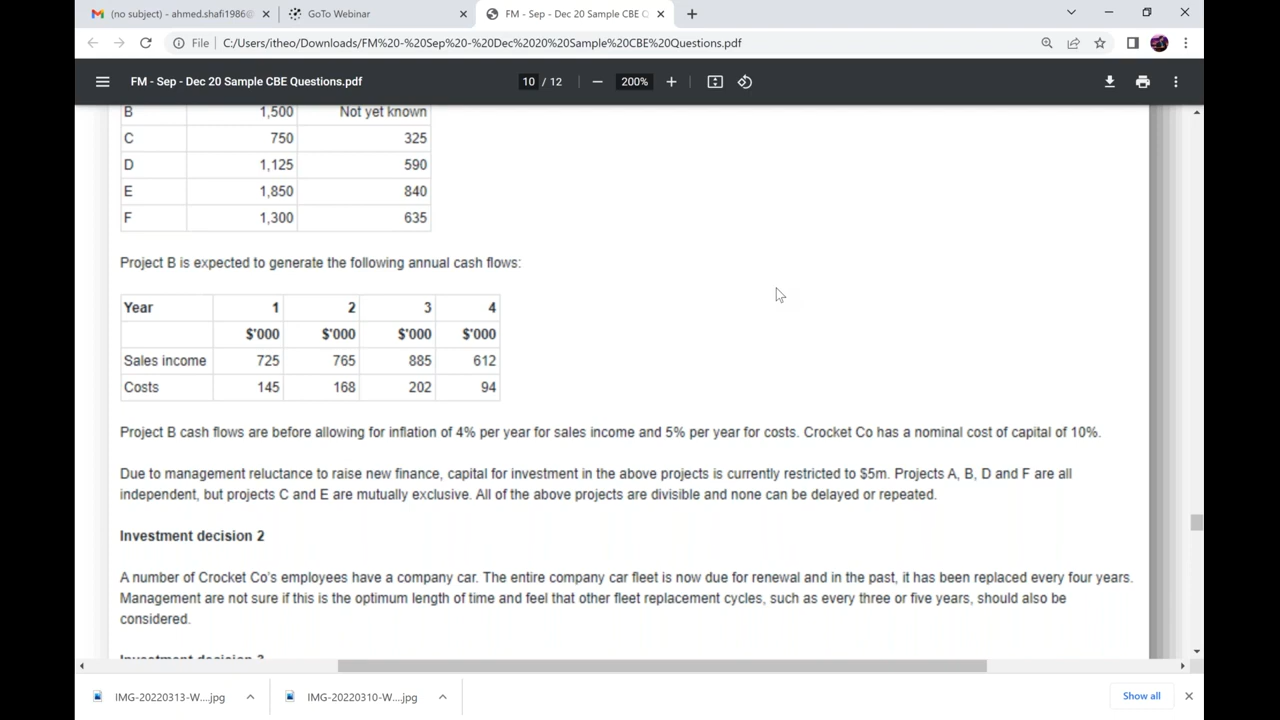 (no subject) - ahmed.shafi1986@
GoTo Webinar
FM - Sep - Dec 20 Sample CBE Q
File
C:/Users/itheo/Downloads/FM%20-%20Sep%20-%20Dec%2020%20Sample%20CBE%20Questions.pdf
FM - Sep - Dec 20 Sample CBE Questions.pdf
10 / 12
200%
B 1,500 Not yet known
C 750 325
D 1,125 590
E 1,850 840
F 1,300 635
Project B is expected to generate the following annual cash flows:
Year 1 2 3 4
$'000 $'000 $'000 $'000
Sales income 725 765 885 612
Costs 145 168 202 94
Project B cash flows are before allowing for inflation of 4% per year for sales income and 5% per year for costs. Crocket Co has a nominal cost of capital of 10%.
Due to management reluctance to raise new finance, capital for investment in the above projects is currently restricted to $5m. Projects A, B, D and F are all
independent, but projects C and E are mutually exclusive. All of the above projects are divisible and none can be delayed or repeated.
Investment decision 2
A number of Crocket Co's employees have a company car. The entire company car fleet is now due for renewal and in the past, it has been replaced every four years.
Management are not sure if this is the optimum length of time and feel that other fleet replacement cycles, such as every three or five years, should also be
considered.
Investment decision 3
IMG-20220313-W....jpg
IMG-20220310-W....jpg
Show all